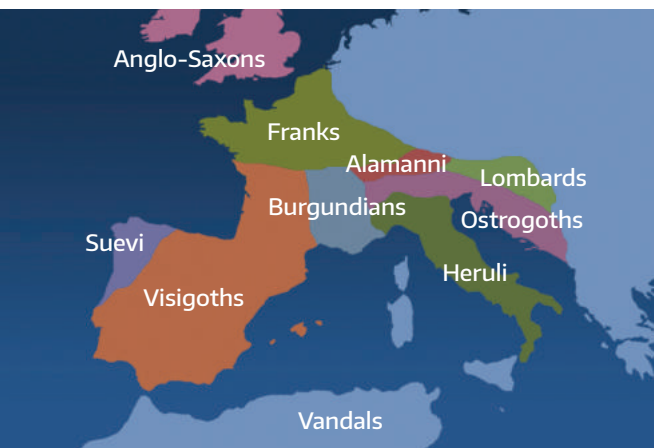 Anglo-Saxons
Franks
Alamanni
Lombards
Burgundians
Ostrogoths
Suevi
Heruli
Visigoths
Vandals